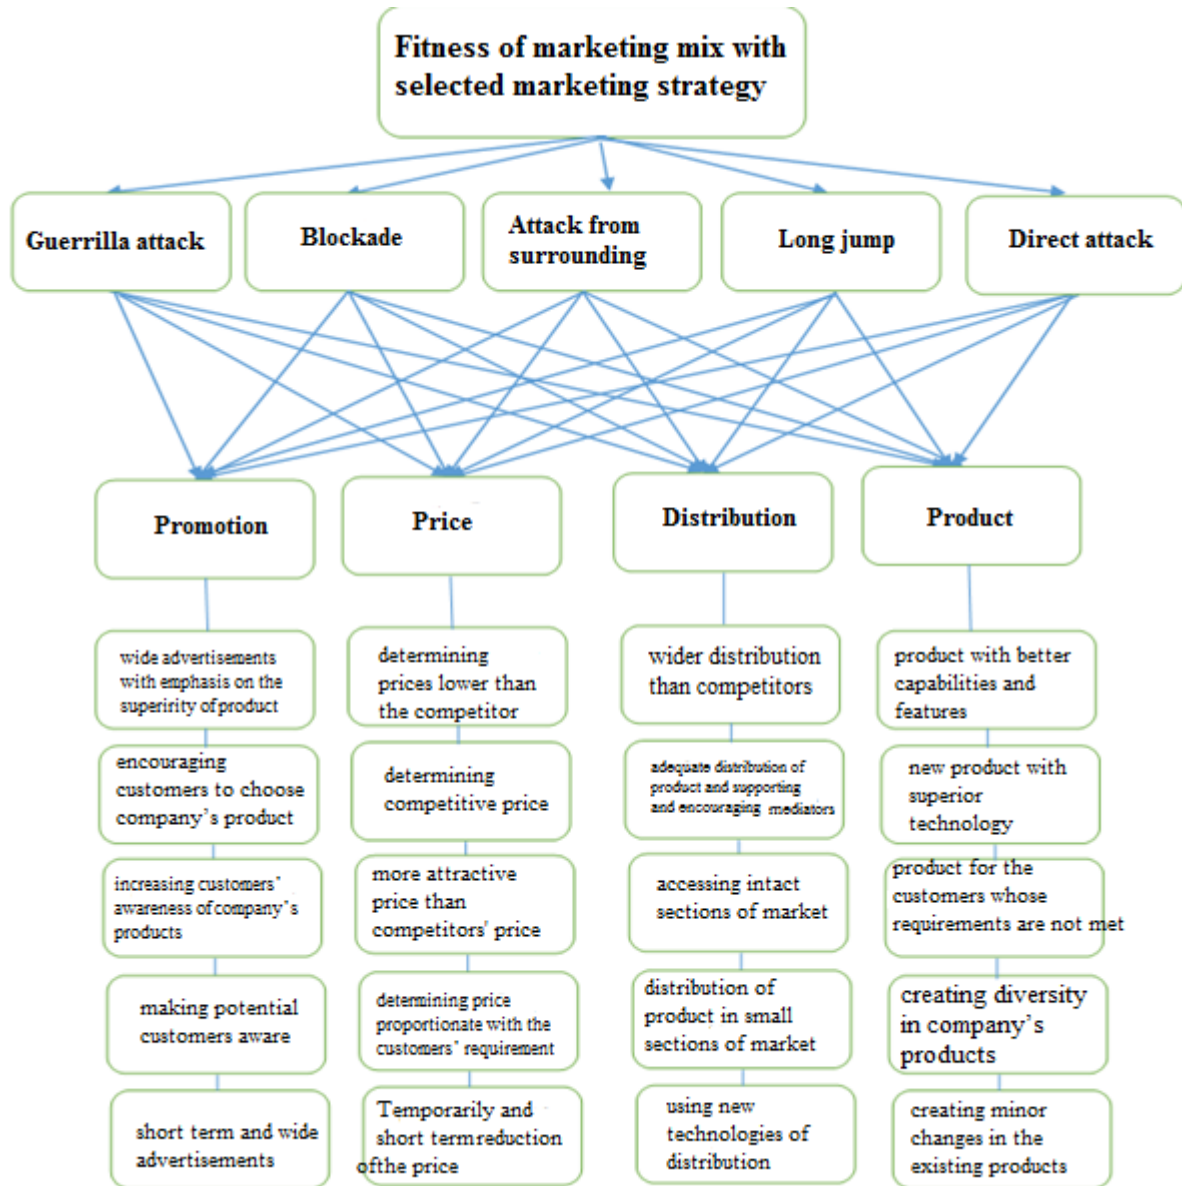 Fitness of marketing mix with
selected marketing strategy
Guerrilla attack
Blockade
Attack from
surrounding
Long jump
Direct attack
Promotion
Price
Distribution
Product
wide advertisements
with emphasis on the
superirity of product
encouraging
customers to choose
company's product
increasing customers'
awareness of company's
products
making potential
customers aware
short term and wide
advertisements
determining
prices lower than
the competitor
determining
competitive price
more attractive
price than
competitors' price
determining price
proportionate with the
customers' requirement
Temporarily and
short term reduction
ofthe price
wider distribution
than competitors
adequate distribution of
product and supporting
and encouraging mediators
accessing intact
sections of market
distribution of
product in small
sections of market
using new
technologies of
distribution
product with better
capabilities and
features
new product with
superior
technology
product for the
customers whose
requirements are not met
creating diversity
in company's
products
creating minor
changes in the
existing products